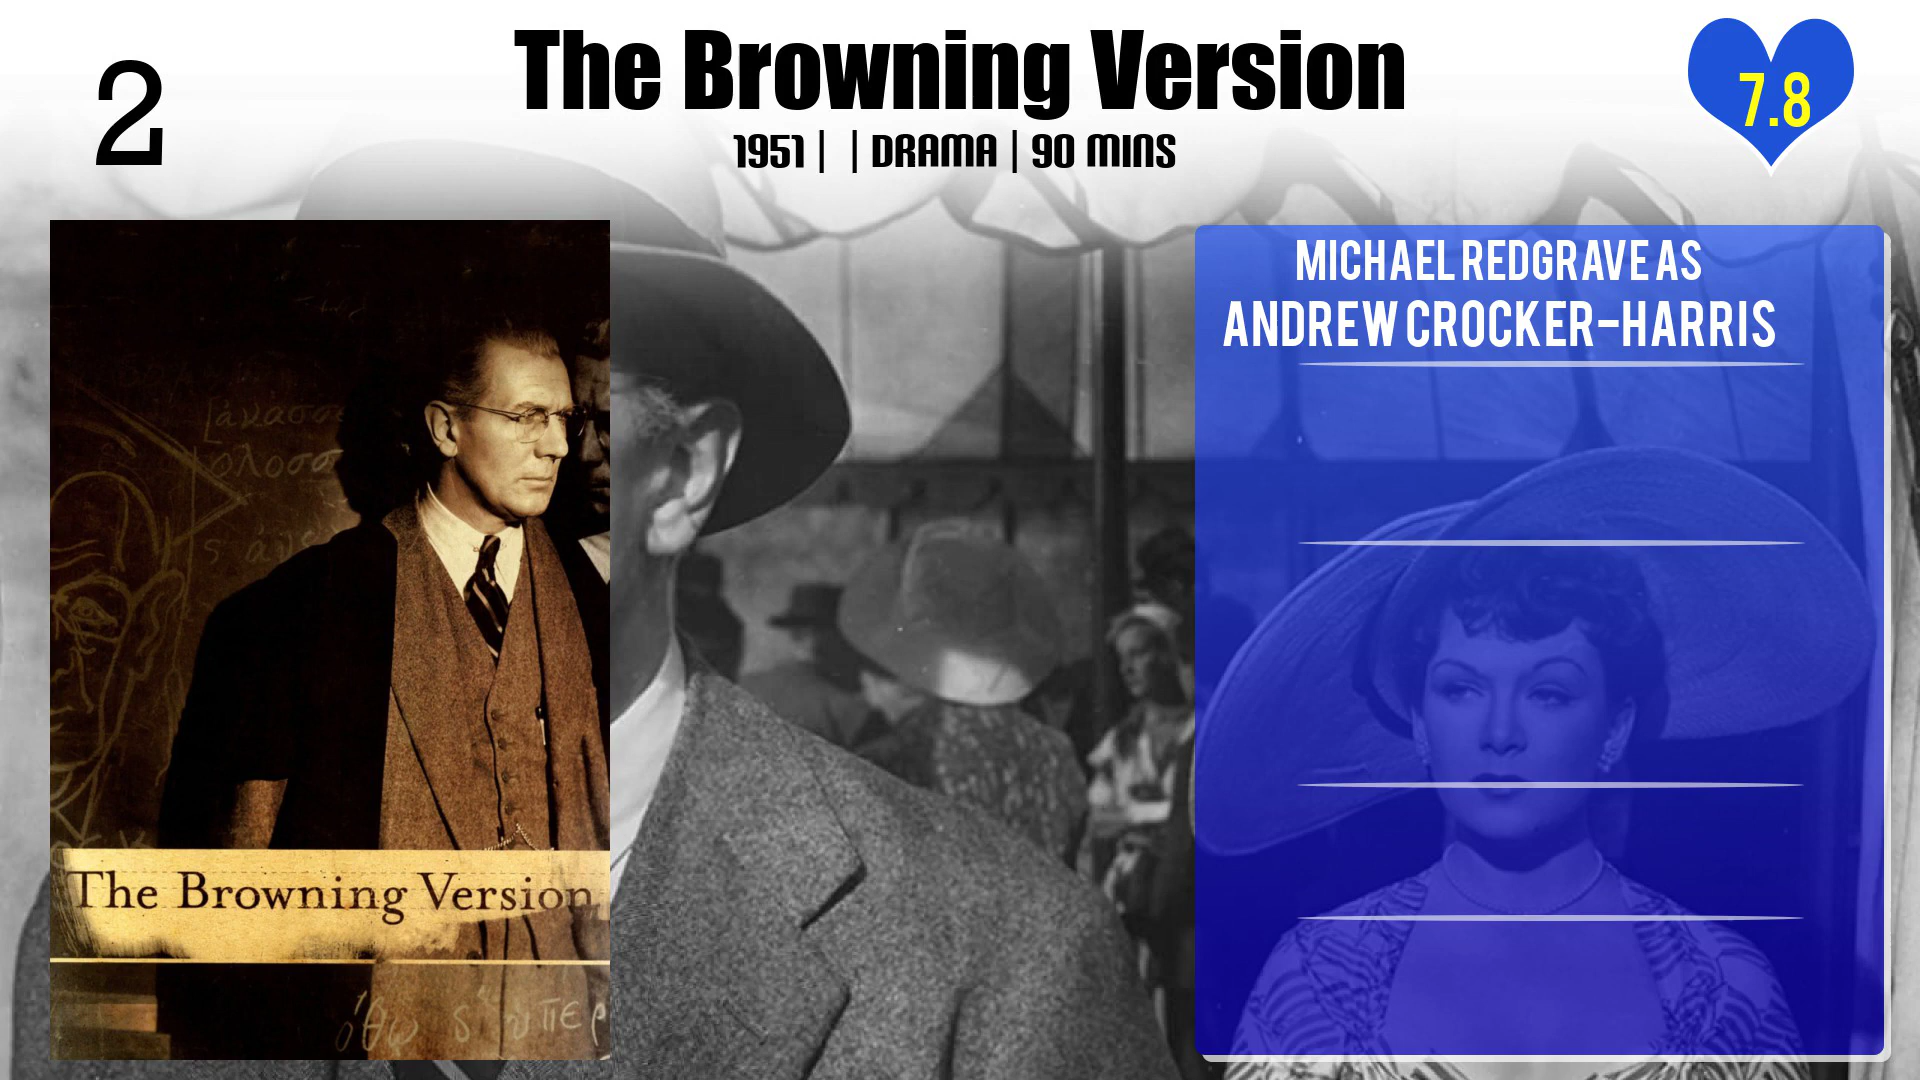 2
The Browning Version
1951 | | DRAMA | 90 MINS
7.8
MICHAEL REDGRAVE AS
ANDREW CROCKER-HARRIS
The Browning Version